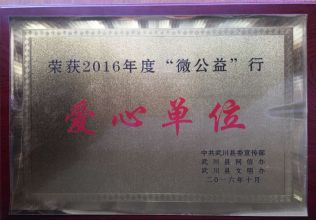 荣获2016年度“微公益”行
爱心单位
中共武川县委宣传部
武川县网信办
武川县文明办
二〇一六年十月